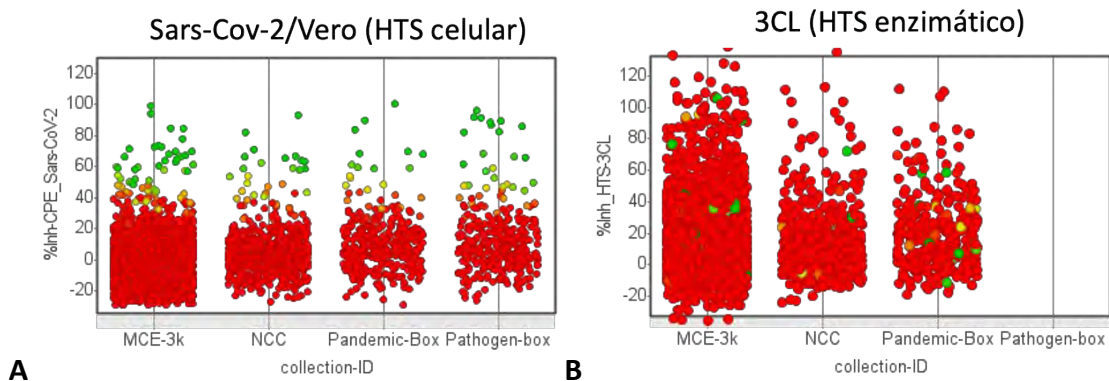 Sars-Cov-2/Vero (HTS celular)
%Inh-CPE_Sars-CoV2
120
100
80
60
40
20
0
-20
MCE-3k NCC Pandemic-Box Pathogen-box
collection-ID
A
3CL (HTS enzimático)
%Inh_HTS-3CL
120
100
80
60
40
20
0
-20
MCE-3k NCC Pandemic-Box Pathogen-box
collection-ID
B